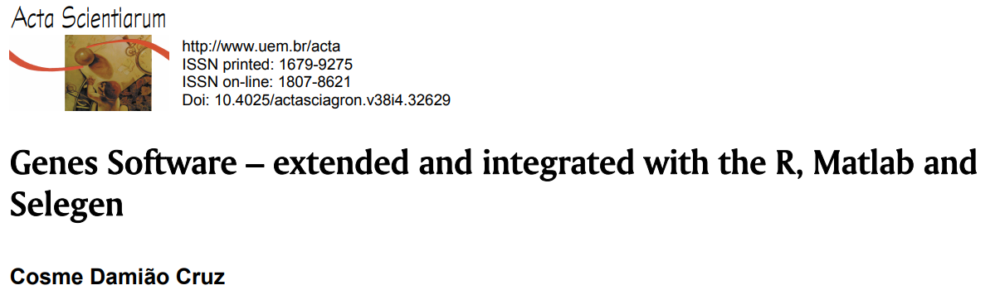 Acta Scientiarum
http://www.uem.br/acta
ISSN printed: 1679-9275
ISSN on-line: 1807-8621
Doi: 10.4025/actasciagron.v38i4.32629
Genes Software – extended and integrated with the R, Matlab and
Selegen
Cosme Damião Cruz